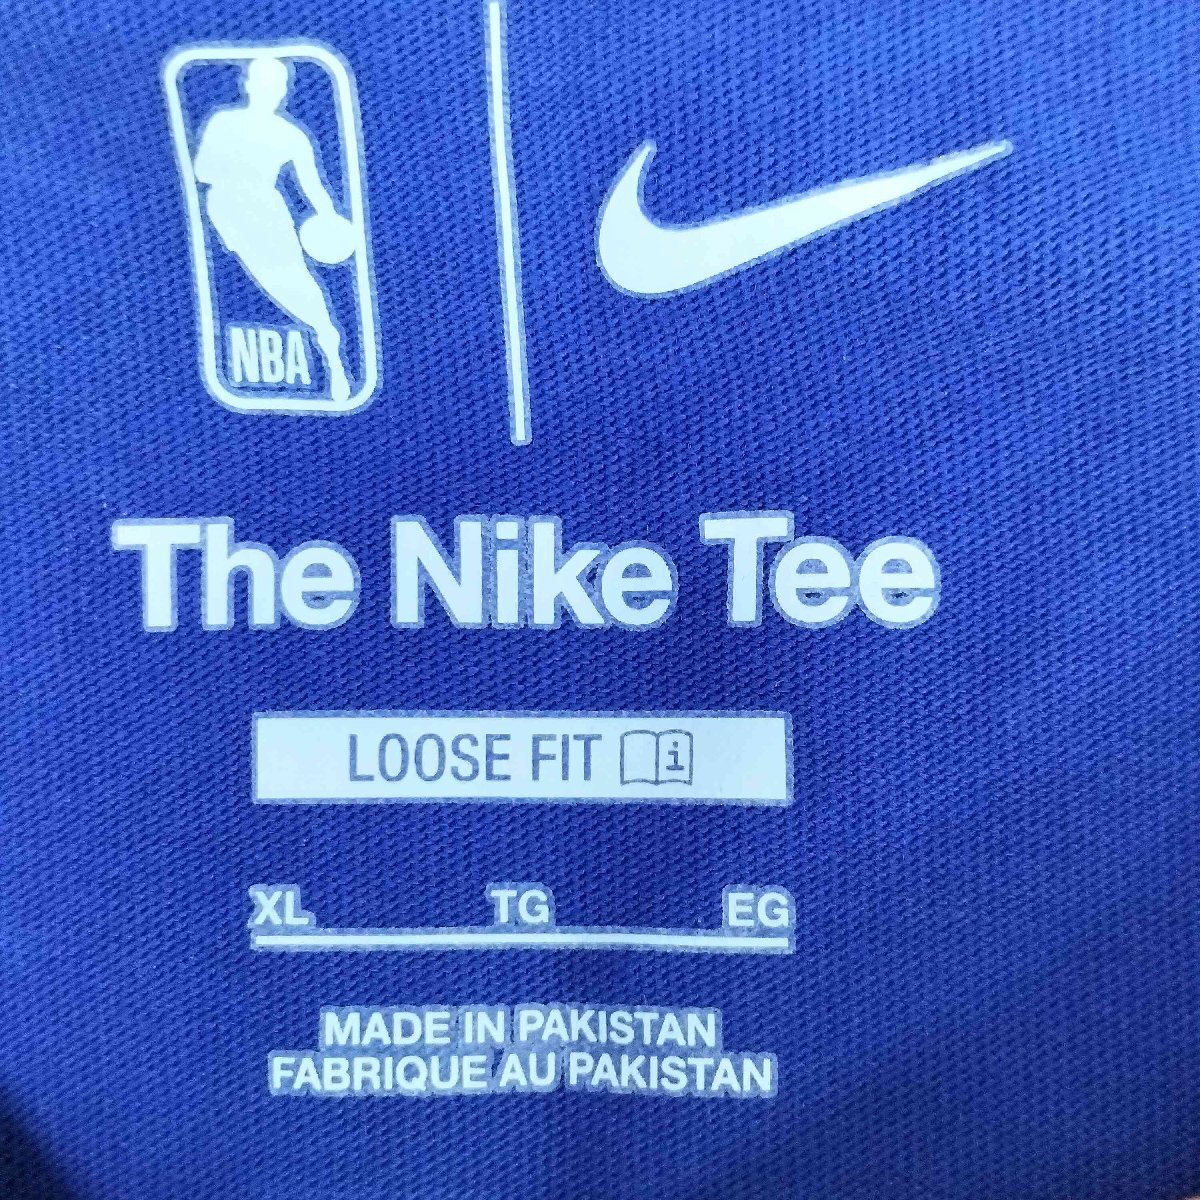 NBA
The Nike Tee
LOOSE FIT i
XL TG EG
MADE IN PAKISTAN
FABRIQUE AU PAKISTAN